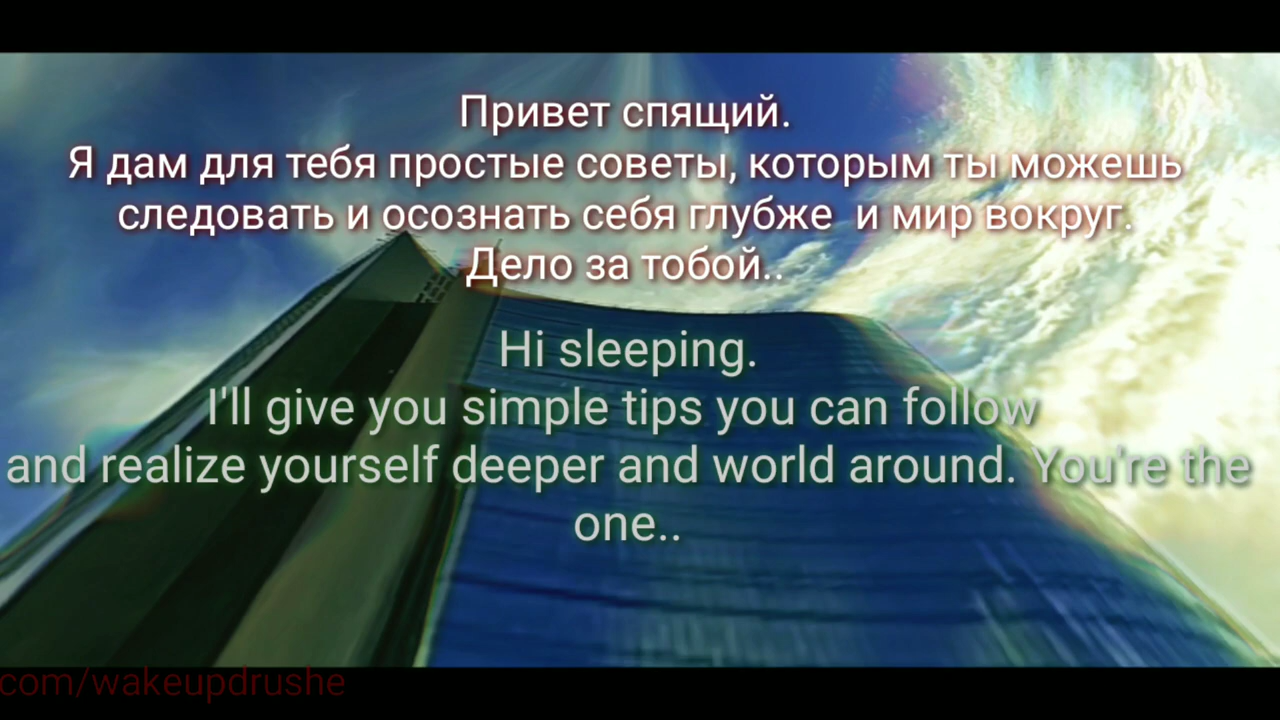 Привет спящий.
Я дам для тебя простые советы, которым ты можешь
следовать и осознать себя глубже и мир вокруг.
Дело за тобой..
Hi sleeping.
I'll give you simple tips you can follow
and realize yourself deeper and world around. You're the
one..
com/wakeupdrushe